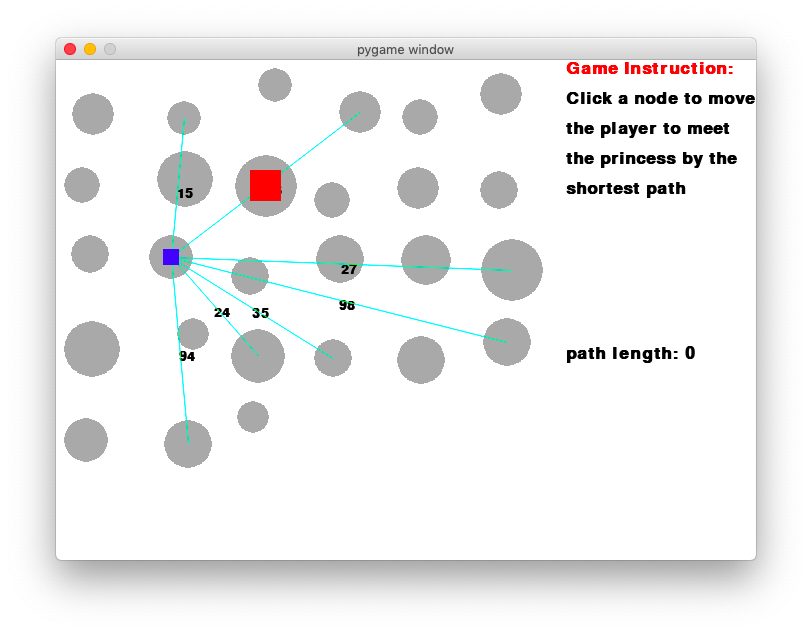 pygame window
Game Instruction:
Click a node to move
the player to meet
the princess by the
shortest path
15
27
98
24
35
94
path length: 0